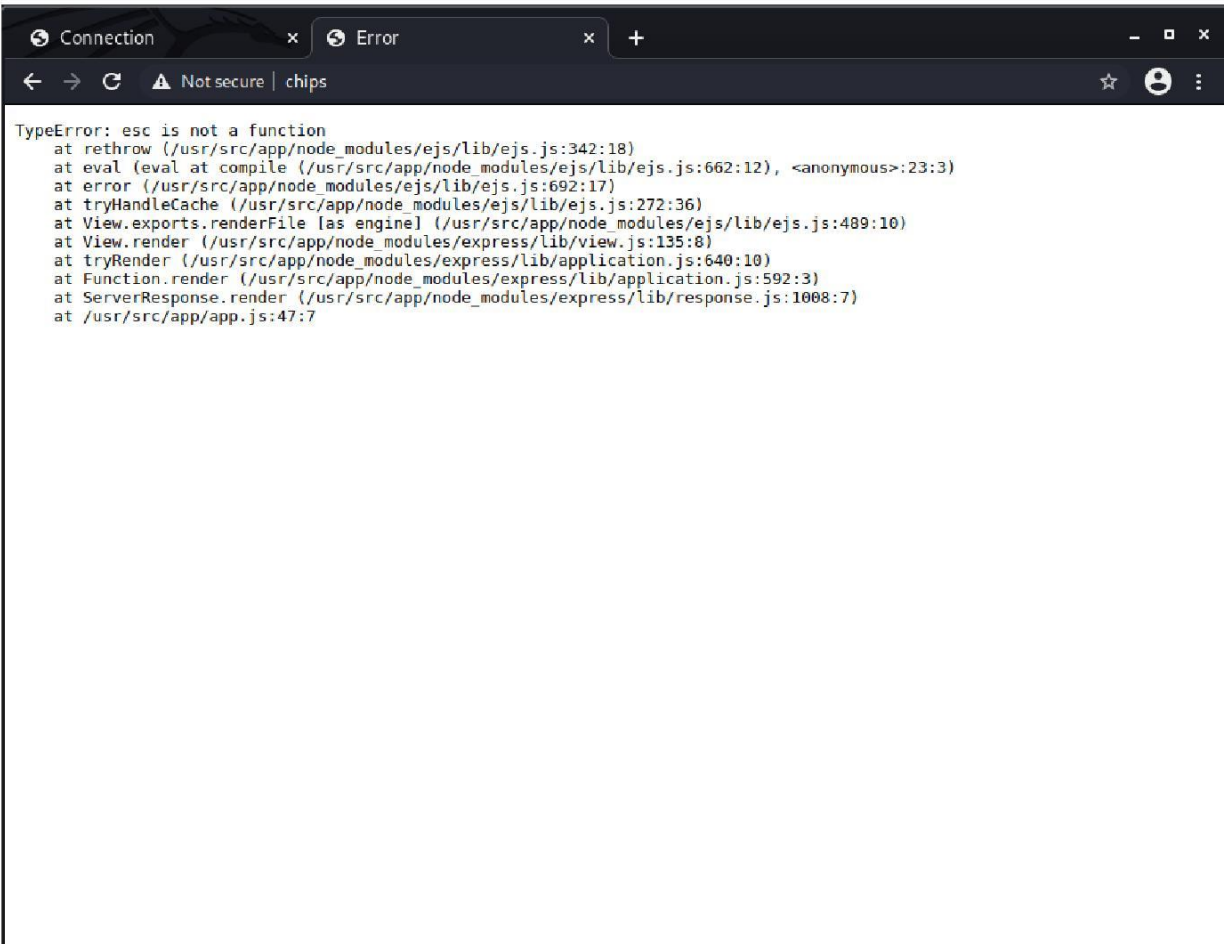 Connection
Error
Not secure | chips
TypeError: esc is not a function
at rethrow (/usr/src/app/node_modules/ejs/lib/ejs.js:342:18)
at eval (eval at compile (/usr/src/app/node_modules/ejs/lib/ejs.js:662:12), <anonymous>:23:3)
at error (/usr/src/app/node_modules/ejs/lib/ejs.js:692:17)
at tryHandleCache (/usr/src/app/node_modules/ejs/lib/ejs.js:272:36)
at View.exports.renderFile [as engine] (/usr/src/app/node_modules/ejs/lib/ejs.js:489:10)
at View.render (/usr/src/app/node_modules/express/lib/view.js:135:8)
at tryRender (/usr/src/app/node_modules/express/lib/application.js:640:10)
at Function.render (/usr/src/app/node_modules/express/lib/application.js:592:3)
at ServerResponse.render (/usr/src/app/node_modules/express/lib/response.js:1008:7)
at /usr/src/app/app.js:47:7